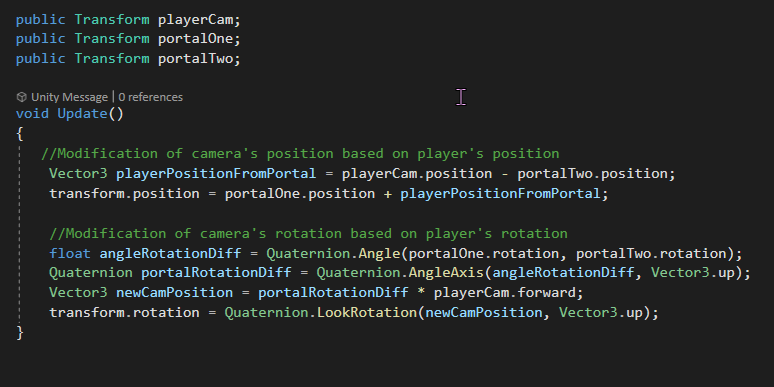 public Transform playerCam;
public Transform portalOne;
public Transform portalTwo;
Unity Message | 0 references
void Update()
{
//Modification of camera's position based on player's position
Vector3 playerPositionFromPortal = playerCam.position - portalTwo.position;
transform.position = portalOne.position + playerPositionFromPortal;
//Modification of camera's rotation based on player's rotation
float angleRotationDiff = Quaternion.Angle(portalOne.rotation, portalTwo.rotation);
Quaternion portalRotationDiff = Quaternion.AngleAxis(angleRotationDiff, Vector3.up);
Vector3 newCamPosition = portalRotationDiff * playerCam.forward;
transform.rotation = Quaternion.LookRotation(newCamPosition, Vector3.up);
}